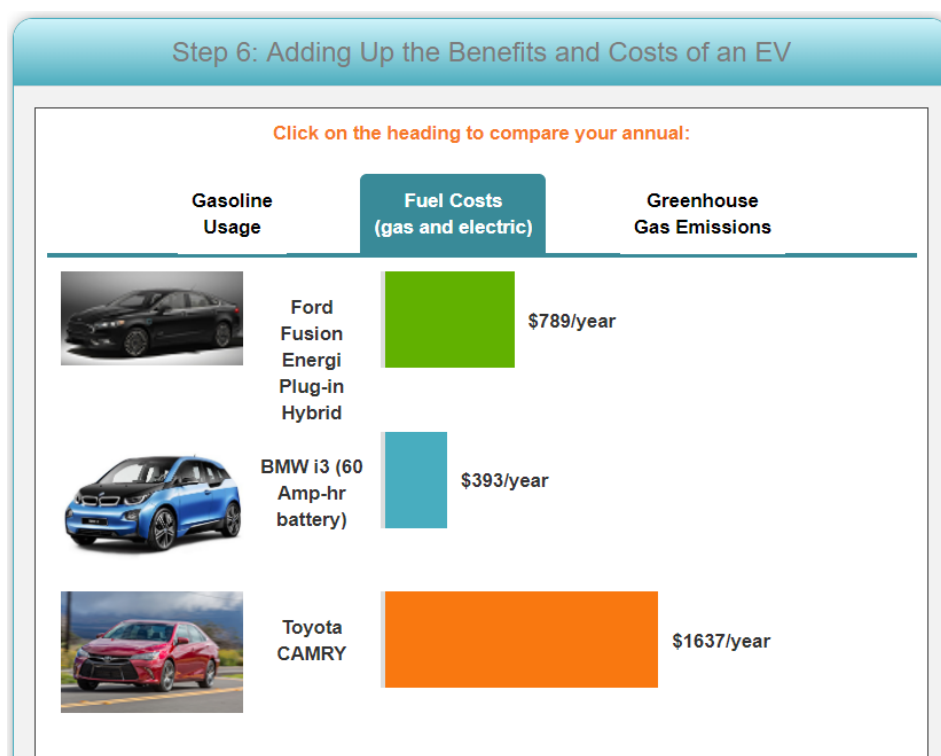 Step 6: Adding Up the Benefits and Costs of an EV
Click on the heading to compare your annual:
Gasoline
Usage
Fuel Costs
(gas and electric)
Greenhouse
Gas Emissions
Ford
Fusion
Energi
Plug-in
Hybrid
$789/year
BMW i3 (60
Amp-hr
battery)
$393/year
Toyota
CAMRY
$1637/year